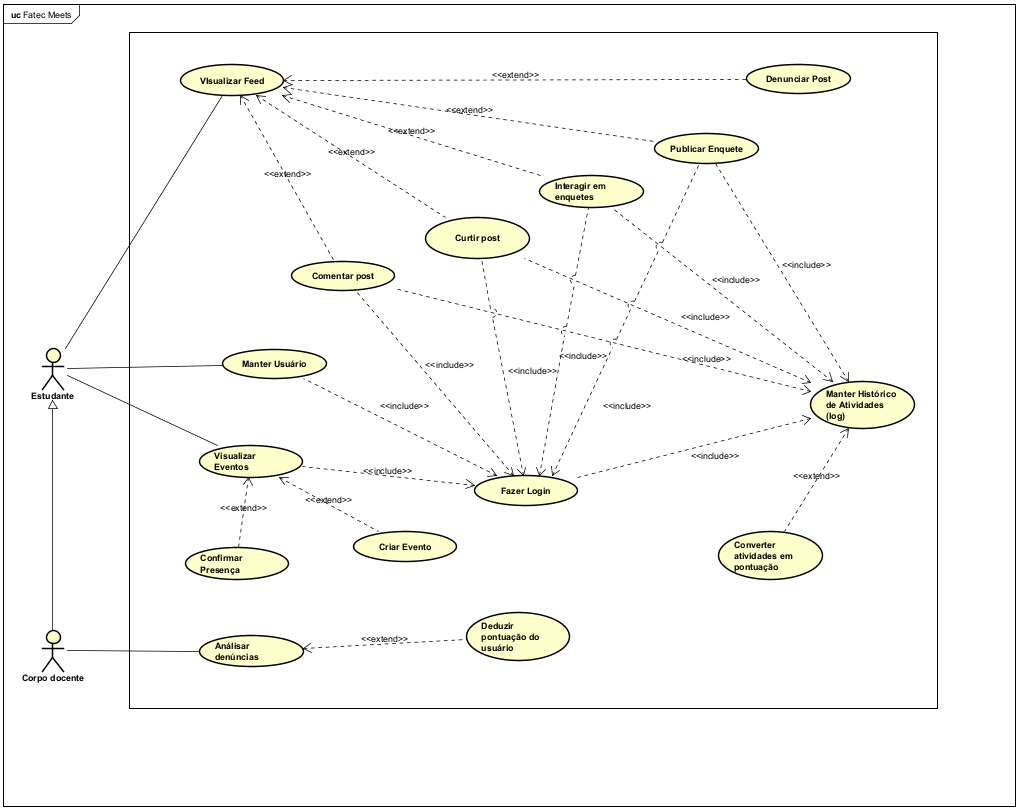 uc Fatec Meets
VIsualizar Feed
<<extend>>
Denunciar Post
<<extend>>
Publicar Enquete
<<extend>>
<<extend>>
<<extend>>
Interagir em
enquetes
Curtir post
Comentar post
<<include>>
<<include>>
<<include>>
<<include>>
<<include>>
<<include>>
<<include>>
<<include>>
Estudante
Manter Usuário
<<include>>
Manter Histórico
de Atividades
(log)
Visualizar
Eventos
<<include>>
<<include>>
<<extend>>
Fazer Login
<<extend>>
<<extend>>
Criar Evento
Confirmar
Presença
Converter
atividades em
pontuação
Corpo docente
Análisar
denúncias
<<extend>>
Deduzir
pontuação do
usuário